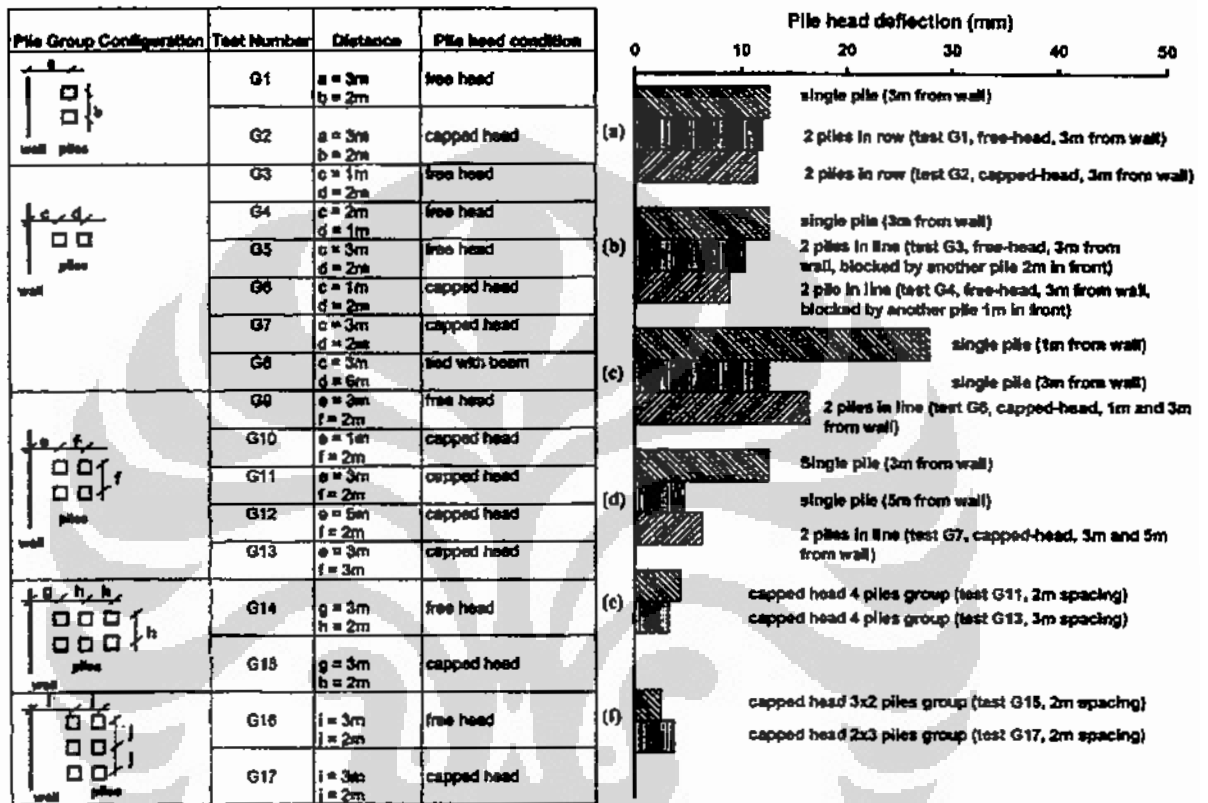 Pile Group Configuration Test Number Distance Pile head condition
a
b
wall piles
G1 a = 3m free head
b = 2m
G2 a = 3m capped head
b = 2m
c d
piles
wall
G3 c = 1m free head
d = 2m
G4 c = 2m free head
d = 1m
G5 c = 3m free head
d = 2m
G6 c = 1m capped head
d = 2m
G7 c = 3m capped head
d = 2m
G8 tied with beam
d = 6m
e f
f
piles
wall
G9 e = 3m free head
f = 2m
G10 e = 1m capped head
f = 2m
G11 e = 3m capped head
f = 2m
G12 e = 5m capped head
f = 2m
G13 e = 3m capped head
f = 3m
g h h
h
piles
wall
G14 g = 3m free head
h = 2m
G15 g = 3m capped head
h = 2m
j
j
wall piles
G16 i = 3m free head
= 2m
G17 i = 3m capped head
= 2m
Pile head deflection (mm)
0 10 20 30 40 50
(a)
single pile (3m from wall)
2 piles in row (test G1, free-head, 3m from wall)
2 piles in row (test G2, capped-head, 3m from wall)
(b)
single pile (3m from wall)
2 piles in line (test G3, free-head, 3m from
wall, blocked by another pile 2m in front)
2 pile in line (test G4, free-head, 3m from wall,
blocked by another pile 1m in front)
(c)
single pile (1m from wall)
single pile (3m from wall)
2 piles in line (test G6, capped-head, 1m and 3m
from wall)
(d)
Single pile (3m from wall)
single pile (5m from wall)
2 piles in line (test G7, capped-head, 3m and 5m
from wall)
(e)
capped head 4 piles group (test G11, 2m spacing)
capped head 4 piles group (test G13, 3m spacing)
(f)
capped head 3x2 piles group (test G15, 2m spacing)
capped head 2x3 piles group (test G17, 2m spacing)